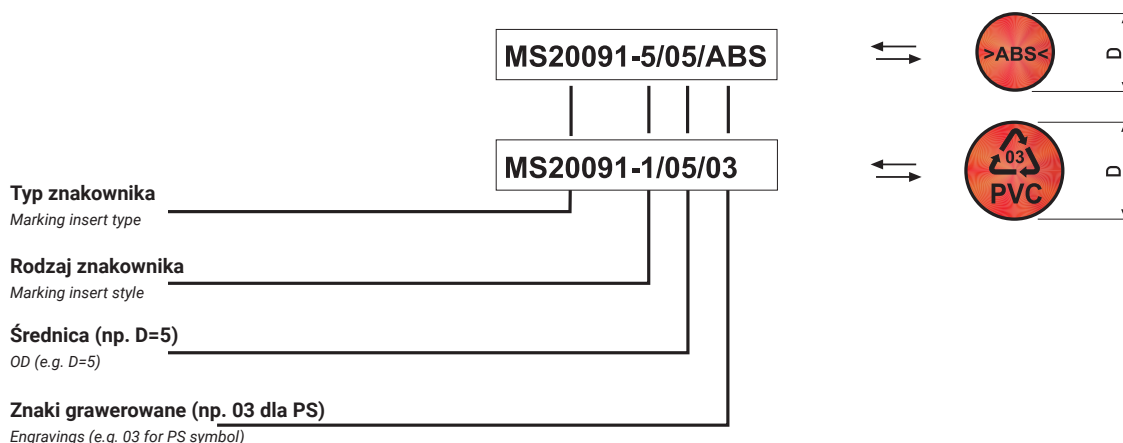 MS20091-5/05/ABS
>ABS<
D
MS20091-1/05/03
03
PVC
D
Typ znakownika
Marking insert type
Rodzaj znakownika
Marking insert style
Średnica (np. D=5)
OD (e.g. D=5)
Znaki grawerowane (np. 03 dla PS)
Engravings (e.g. 03 for PS symbol)